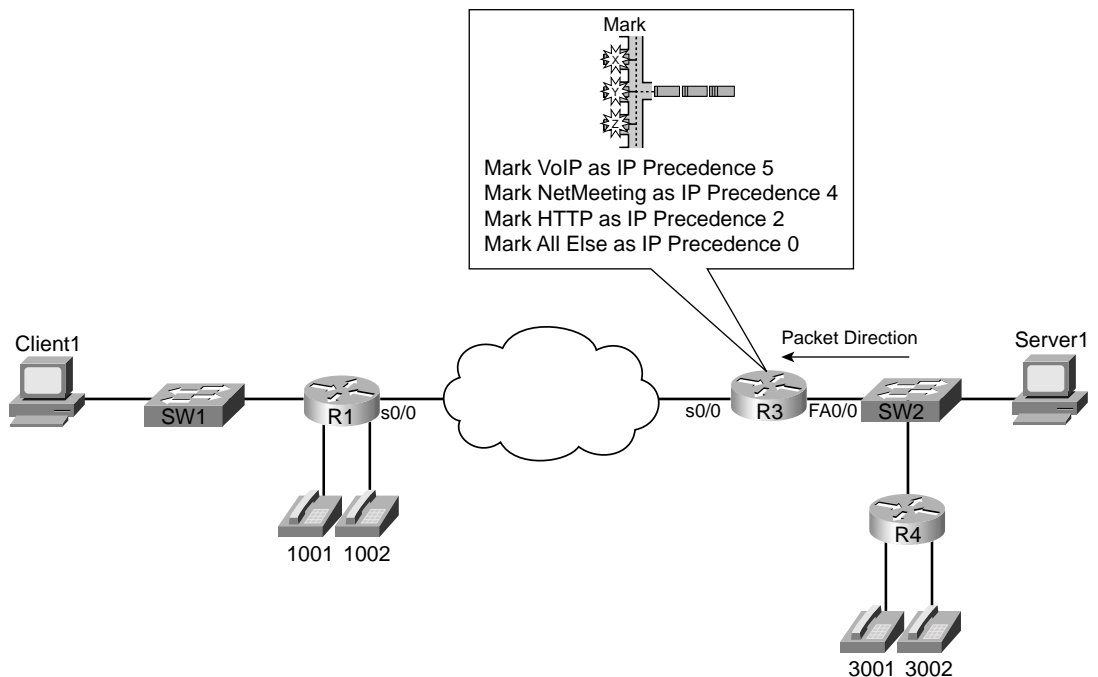 Mark
X
Y
Z
Mark VoIP as IP Precedence 5
Mark NetMeeting as IP Precedence 4
Mark HTTP as IP Precedence 2
Mark All Else as IP Precedence 0
Client1
Packet Direction
Server1
SW1
R1
s0/0
s0/0
R3
FA0/0
SW2
R4
1001 1002
3001 3002